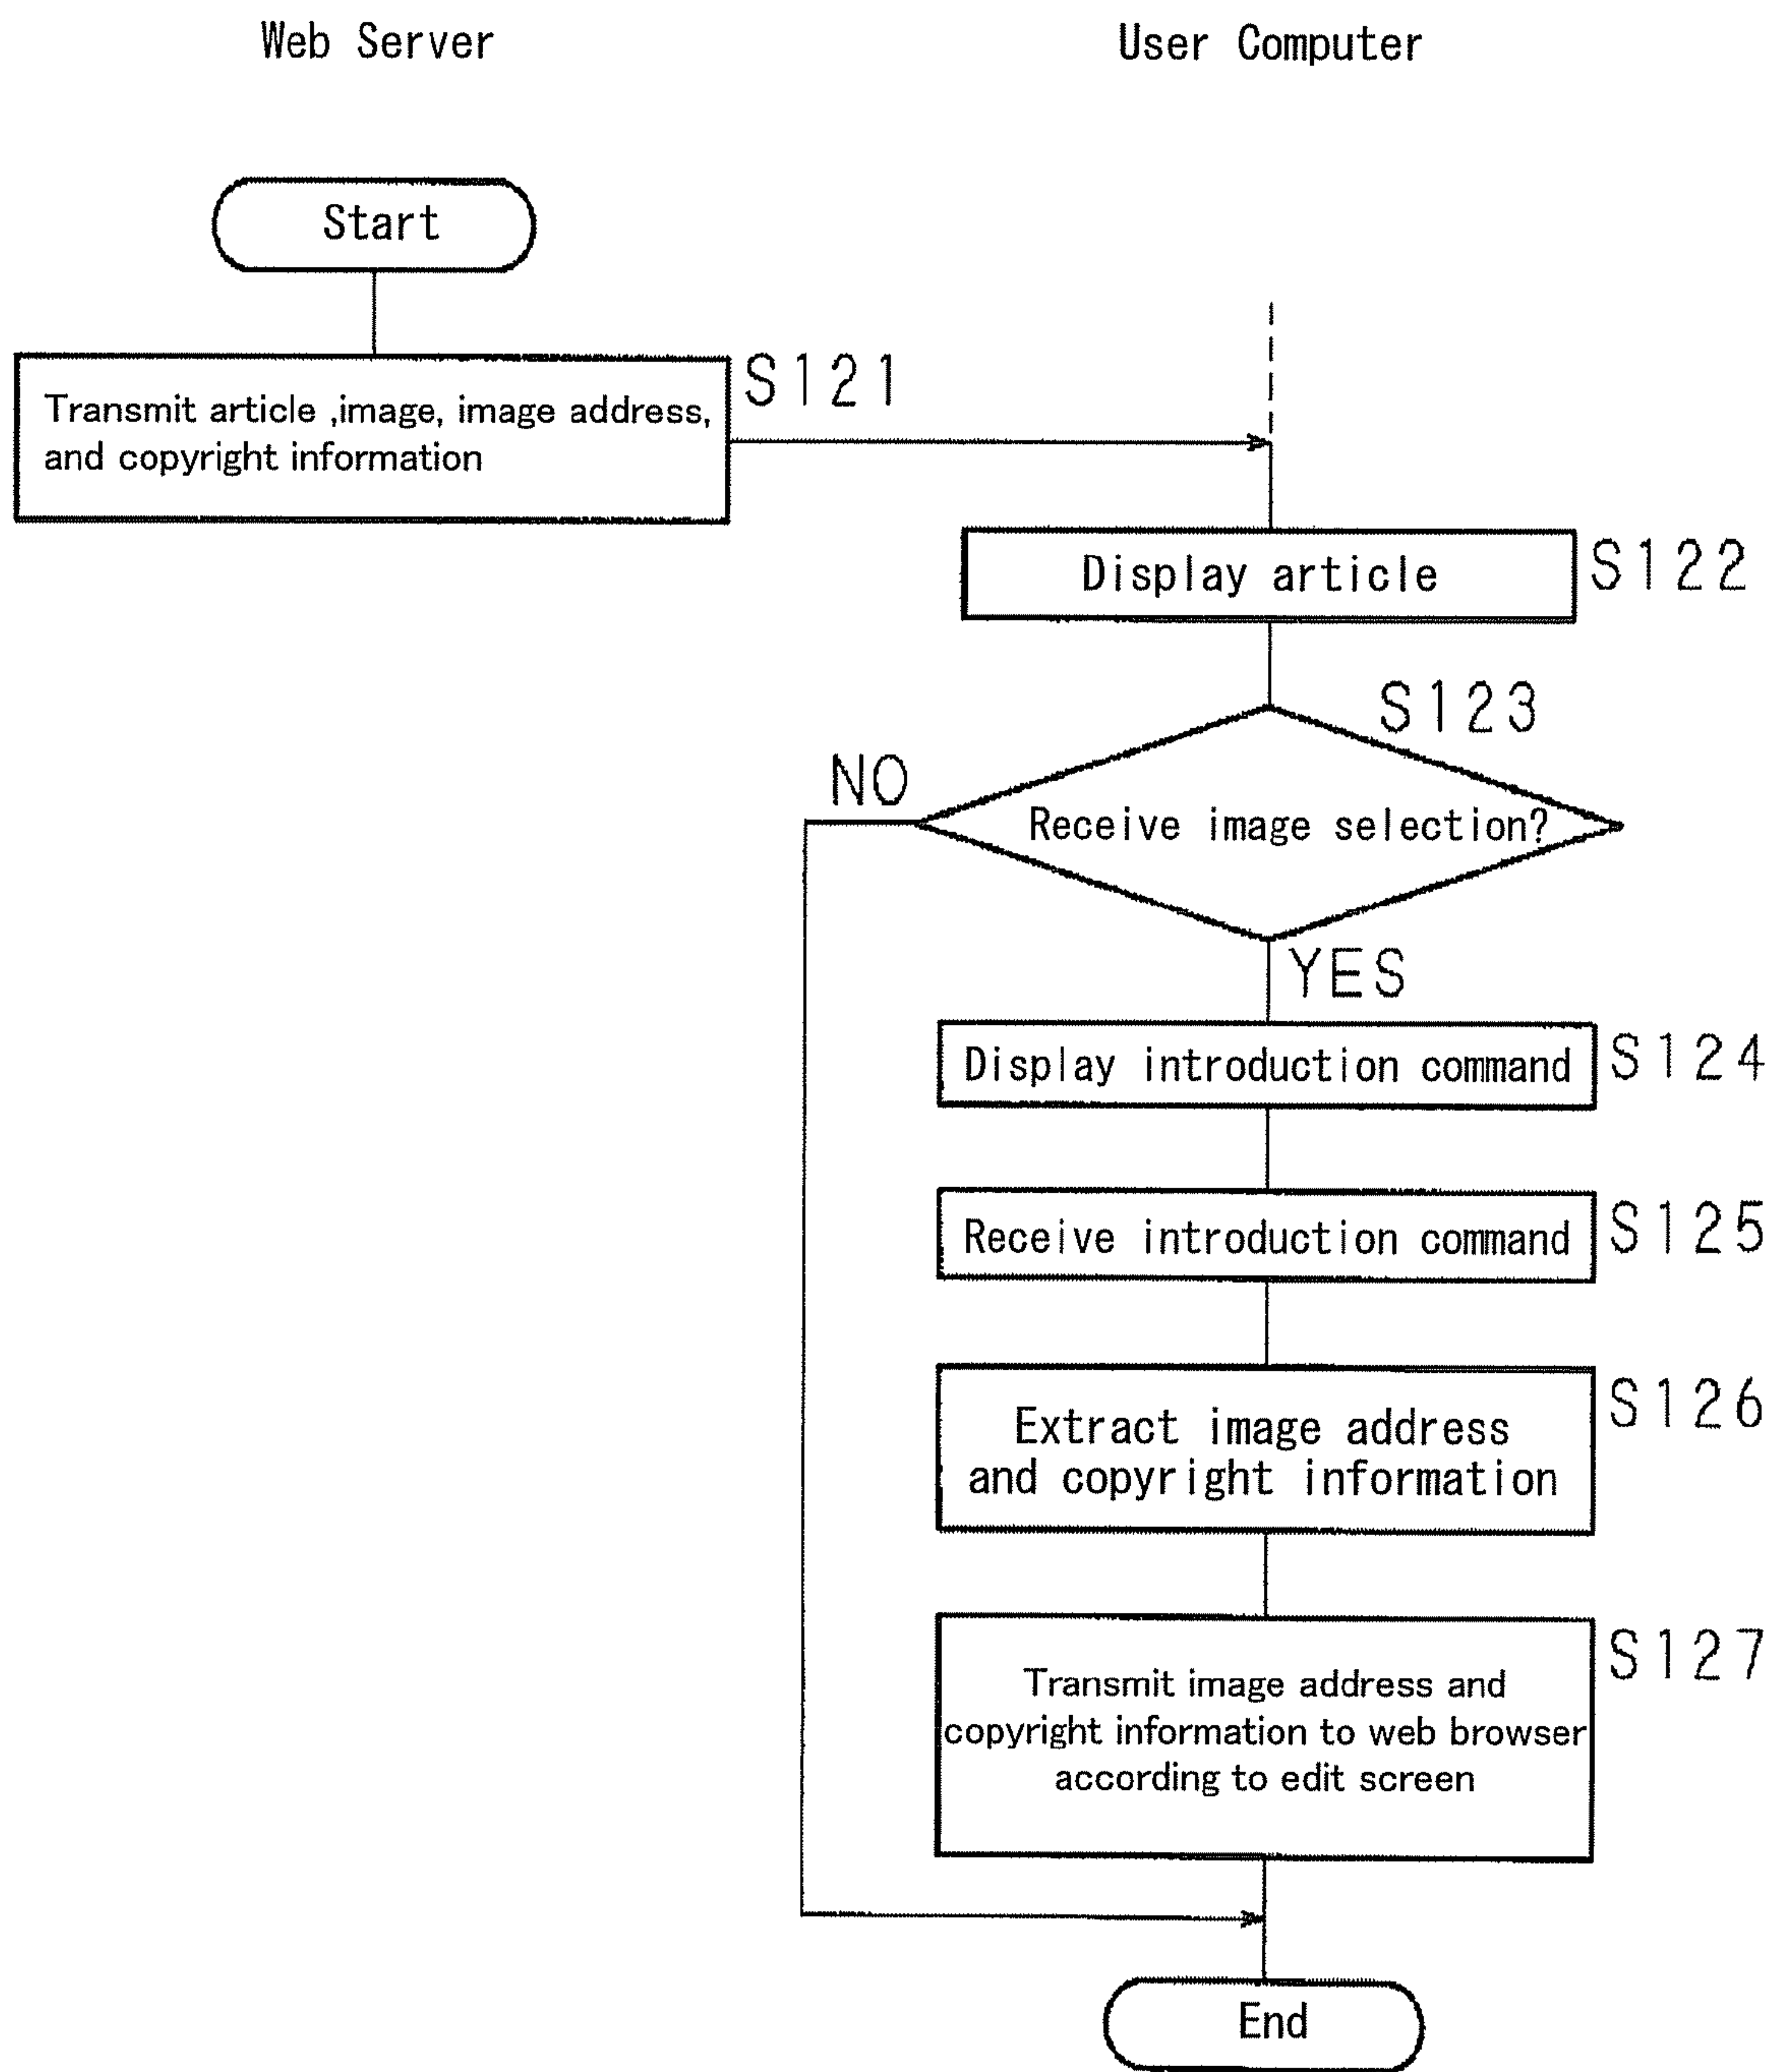 Web Server
User Computer
Start
S121
Transmit article ,image, image address,
and copyright information
Display article
S122
S123
NO
Receive image selection?
YES
Display introduction command
S124
Receive introduction command
S125
Extract image address
and copyright information
S126
Transmit image address and
copyright information to web browser
according to edit screen
S127
End